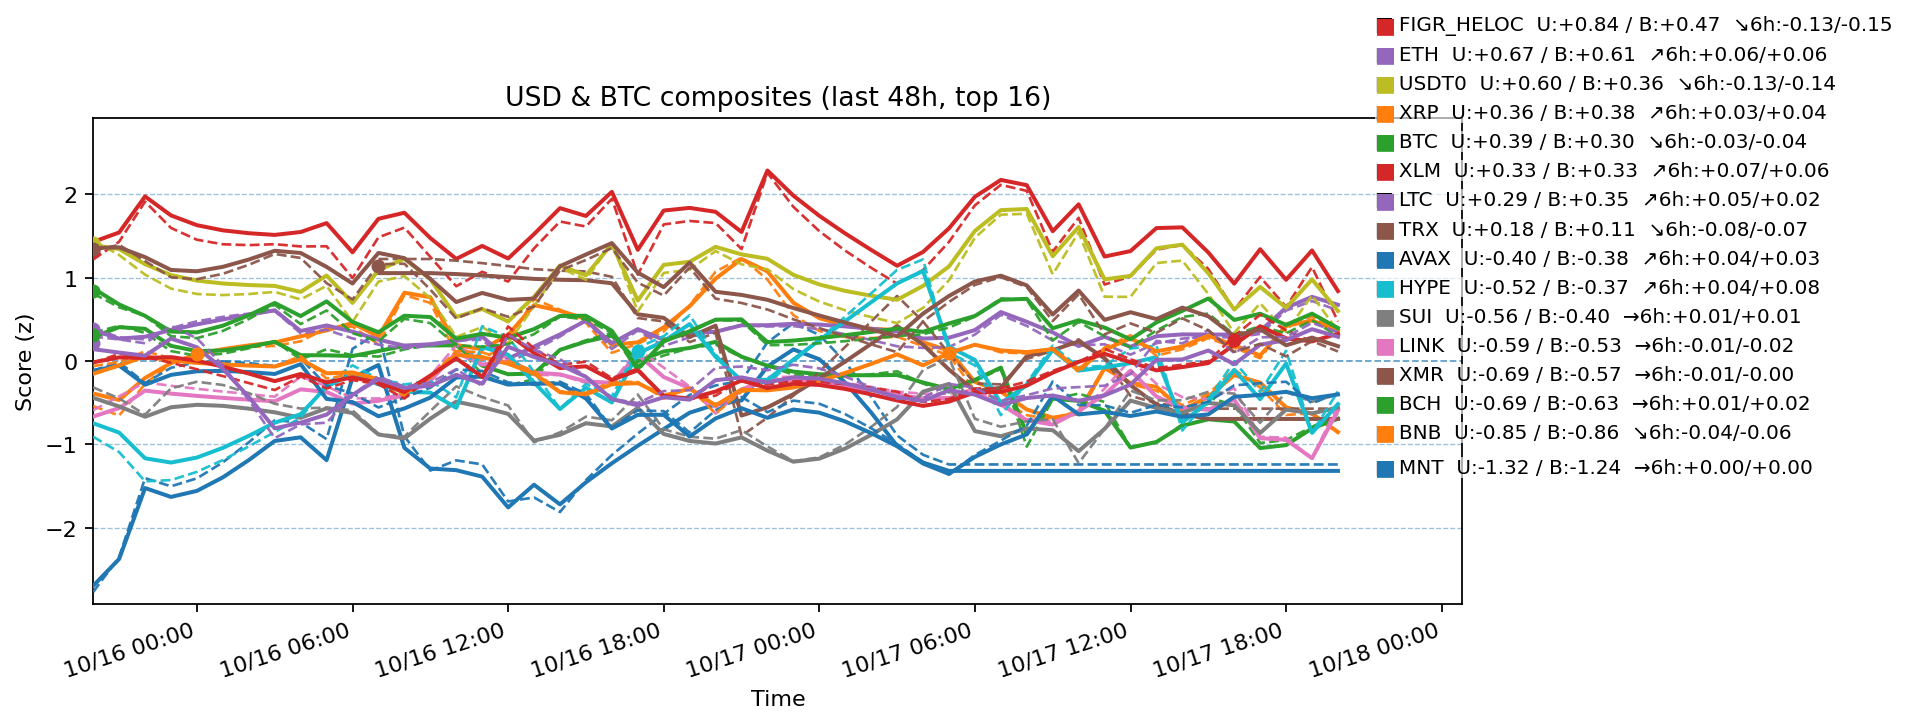 FIGR_HELOC U:+0.84 / B:+0.47 ↘6h:-0.13/-0.15
ETH U:+0.67 / B:+0.61 ↗6h:+0.06/+0.06
USDT0 U:+0.60 / B:+0.36 ↘6h:-0.13/-0.14
XRP U:+0.36 / B:+0.38 ↗6h:+0.03/+0.04
BTC U:+0.39 / B:+0.30 ↘6h:-0.03/-0.04
XLM U:+0.33 / B:+0.33 ↗6h:+0.07/+0.06
LTC U:+0.29 / B:+0.35 ↗6h:+0.05/+0.02
TRX U:+0.18 / B:+0.11 ↘6h:-0.08/-0.07
AVAX U:-0.40 / B:-0.38 ↗6h:+0.04/+0.03
HYPE U:-0.52 / B:-0.37 ↗6h:+0.04/+0.08
SUI U:-0.56 / B:-0.40 →6h:+0.01/+0.01
LINK U:-0.59 / B:-0.53 →6h:-0.01/-0.02
XMR U:-0.69 / B:-0.57 →6h:-0.01/-0.00
BCH U:-0.69 / B:-0.63 →6h:+0.01/+0.02
BNB U:-0.85 / B:-0.86 ↘6h:-0.04/-0.06
MNT U:-1.32 / B:-1.24 →6h:+0.00/+0.00
USD & BTC composites (last 48h, top 16)
Score (z)
2
1
0
−1
−2
10/16 00:00
10/16 06:00
10/16 12:00
10/16 18:00
10/17 00:00
10/17 06:00
10/17 12:00
10/17 18:00
10/18 00:00
Time